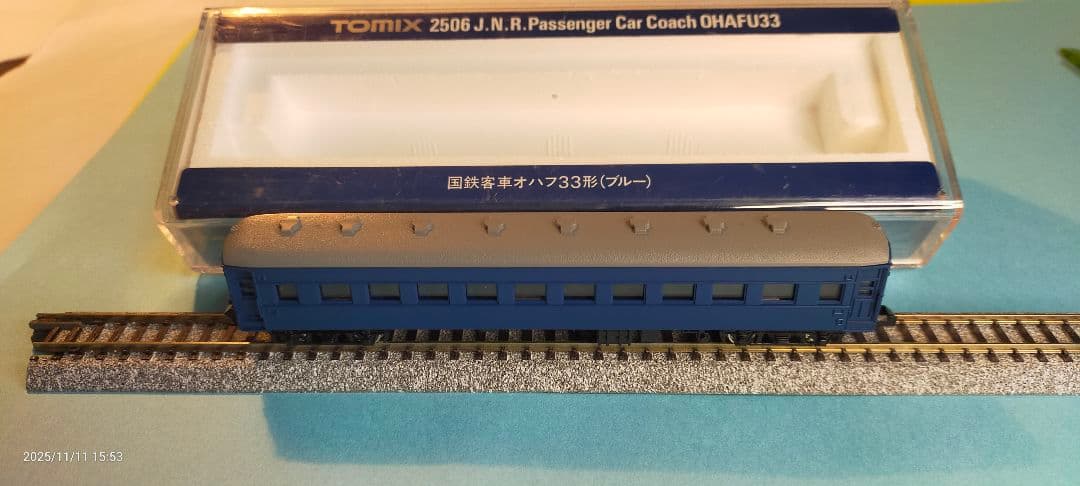 TOMIX 2506 J.N.R.Passenger Car Coach OHAFU33
国鉄客車オハフ33形(ブルー)
2025/11/11 15:53